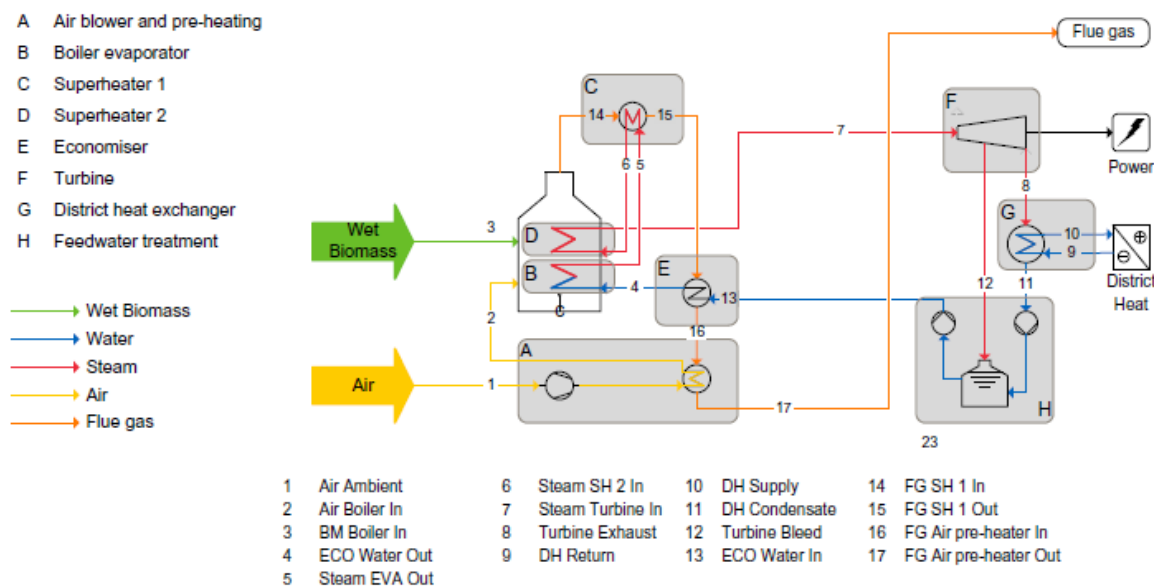 A Air blower and pre-heating
B Boiler evaporator
C Superheater 1
D Superheater 2
E Economiser
F Turbine
G District heat exchanger
H Feedwater treatment
Wet Biomass
Water
Steam
Air
Flue gas
Flue gas
C
14
15
6
5
7
F
Power
8
G
10
9
District
Heat
Wet
Biomass
3
D
B
4
E
13
12
11
2
16
A
Air
1
17
H
23
1 Air Ambient
2 Air Boiler In
3 BM Boiler In
4 ECO Water Out
5 Steam EVA Out
6 Steam SH 2 In
7 Steam Turbine In
8 Turbine Exhaust
9 DH Return
10 DH Supply
11 DH Condensate
12 Turbine Bleed
13 ECO Water In
14 FG SH 1 In
15 FG SH 1 Out
16 FG Air pre-heater In
17 FG Air pre-heater Out